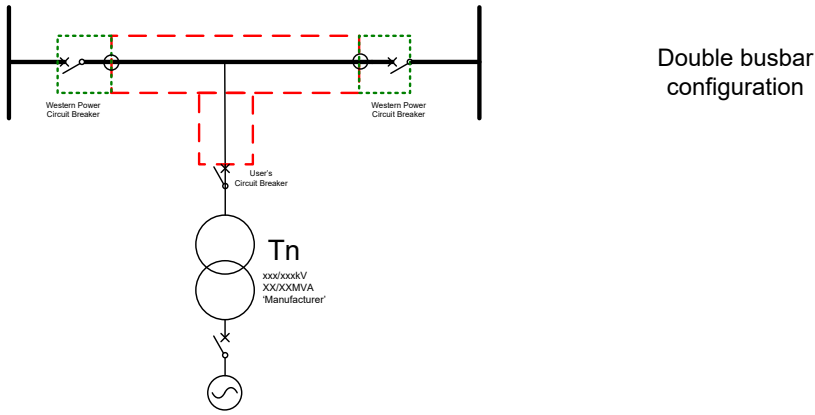 Double busbar
configuration
Western Power
Circuit Breaker
Western Power
Circuit Breaker
User's
Circuit Breaker
Tn
xxx/xxxkV
XX/XXMVA
'Manufacturer'